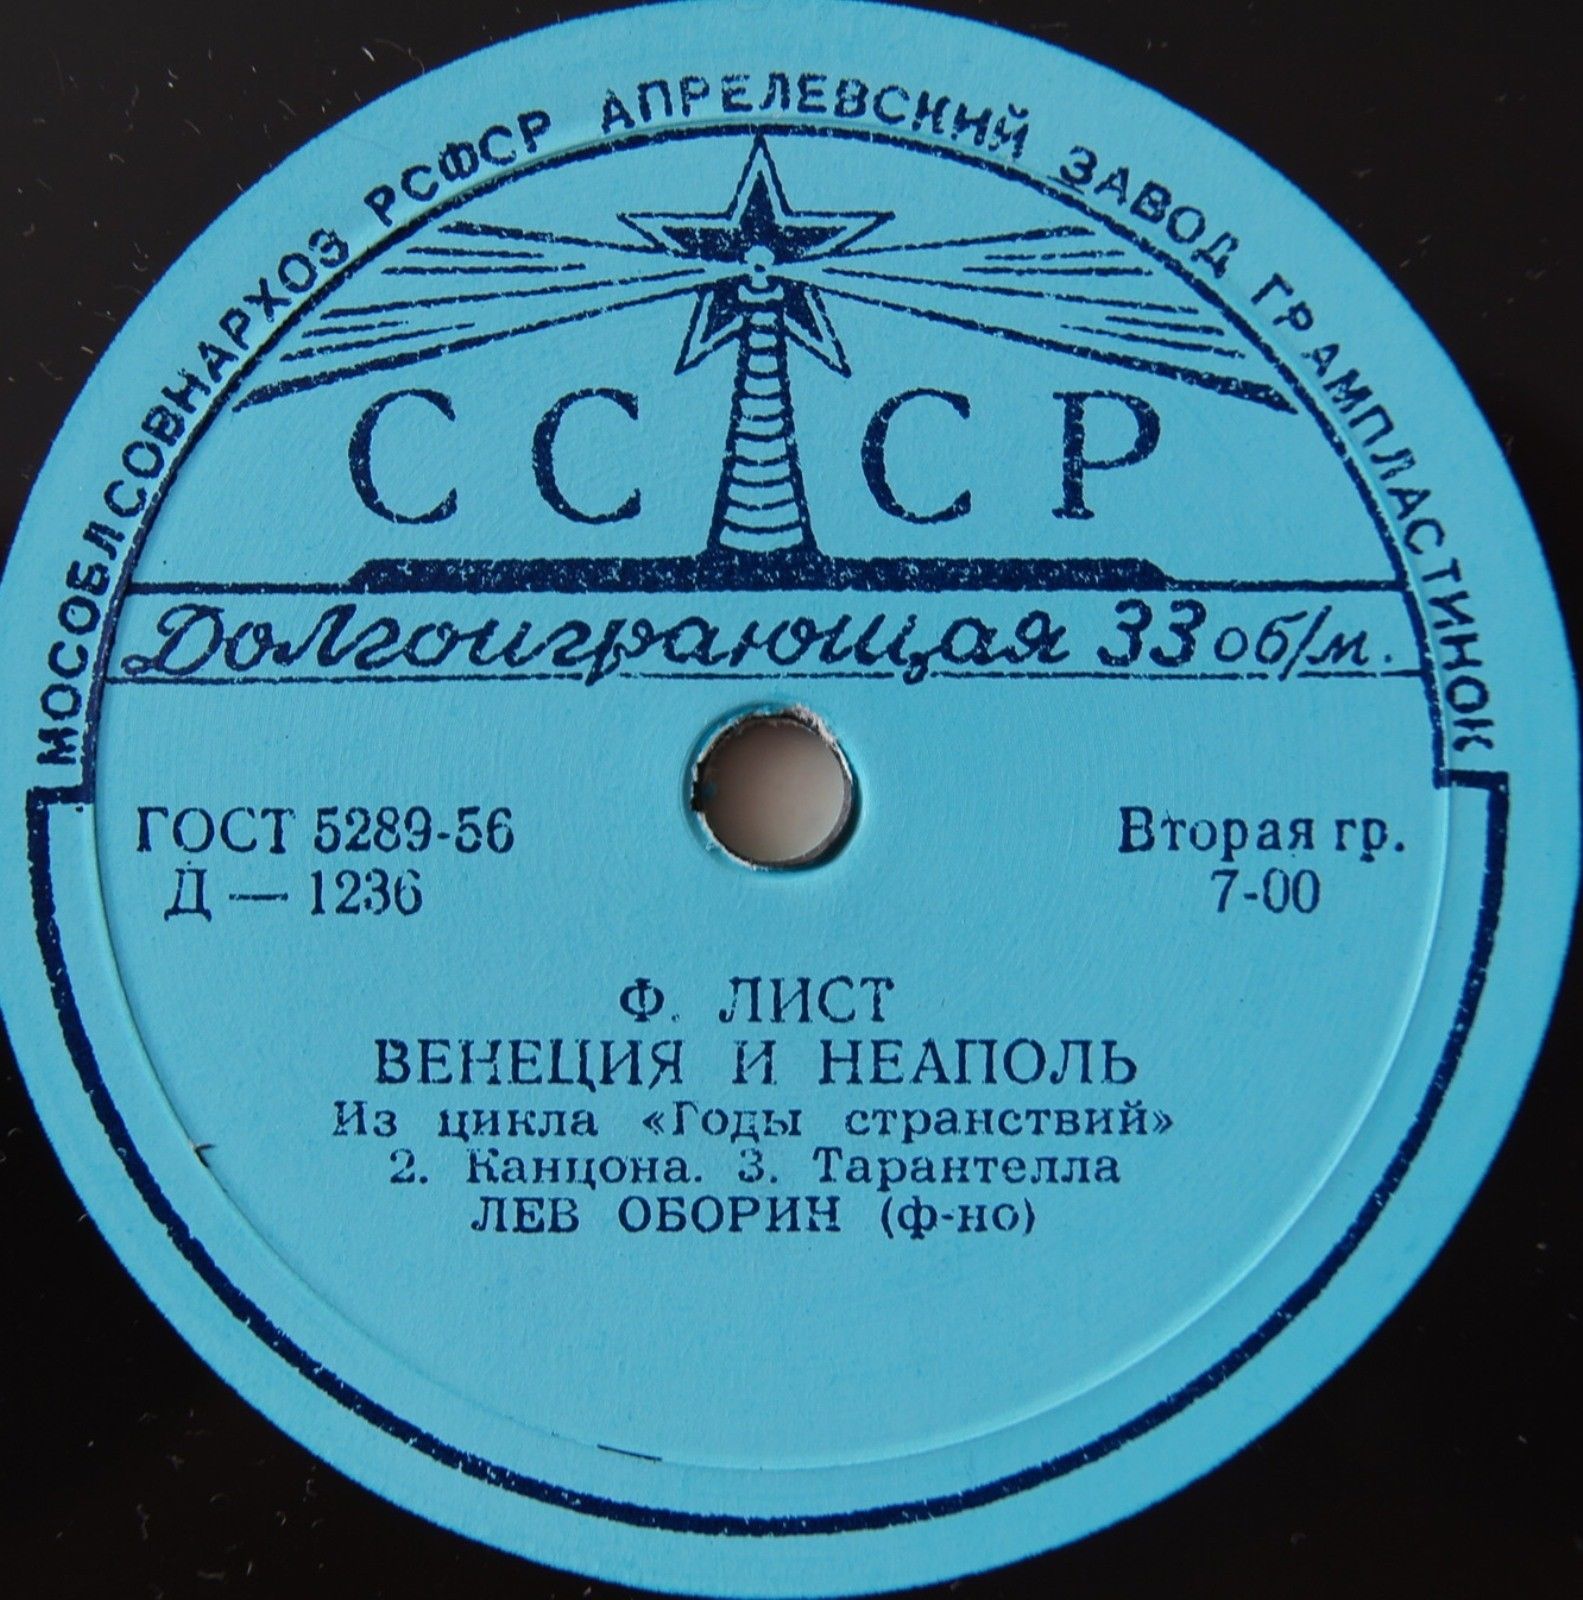 МОСОБЛСОВНАРХОЗ РСФСР АПРЕЛЕВСКИЙ ЗАВОД ГРАМПЛАСТИНОК
СССР
Долгоиграющая 33 об/м.
ГОСТ 5289-56
Вторая гр.
Д — 1236
7-00
Ф. ЛИСТ
ВЕНЕЦИЯ И НЕАПОЛЬ
Из цикла «Годы странствий»
2. Канцона. 3. Тарантелла
ЛЕВ ОБОРИН (ф-но)